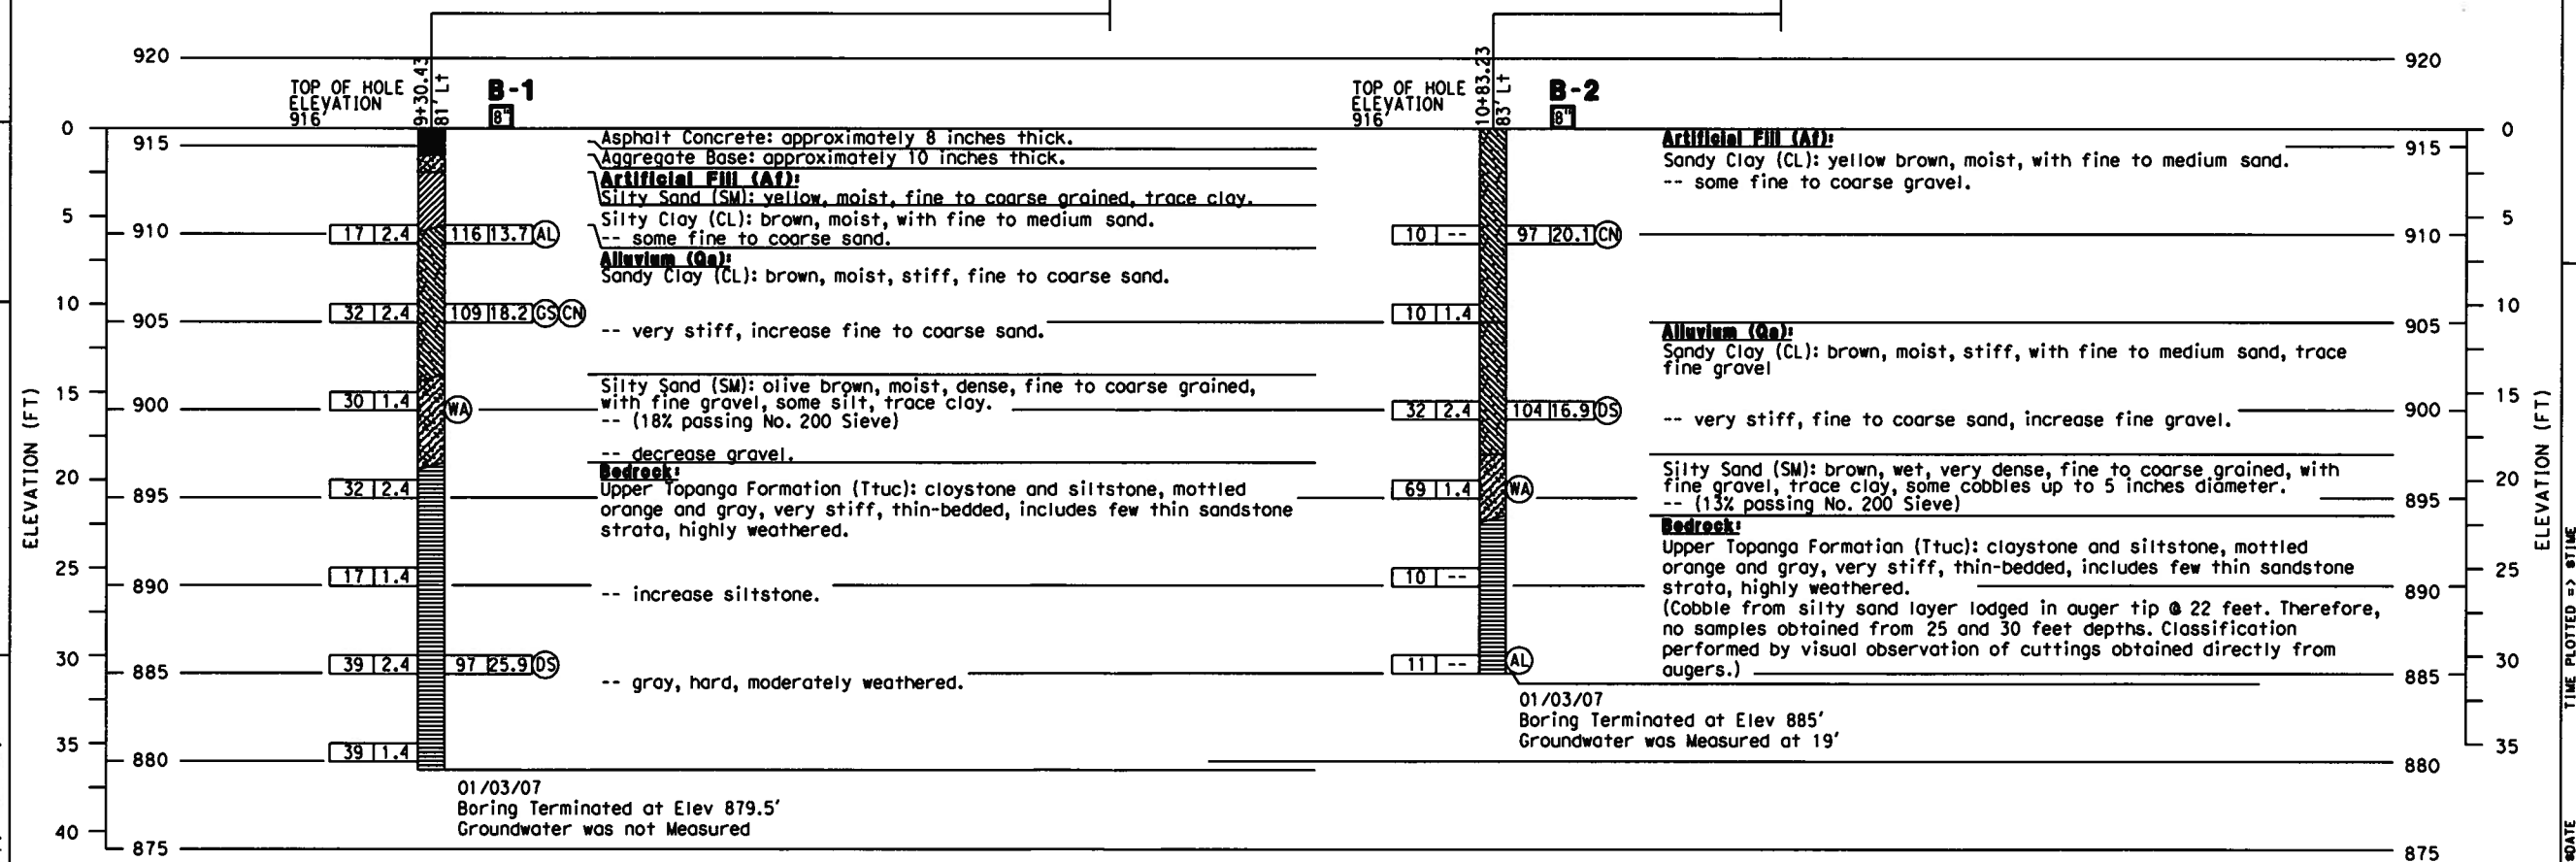 920
TOP OF HOLE
ELEVATION
916'
9+30.43
81' Lt
B-1
8"
0
915
5
910
10
905
15
900
20
895
25
890
30
885
35
880
40
875
ELEVATION (FT)
17 2.4 116 13.7 AL
32 2.4 109 18.2 GS CN
30 1.4 WA
32 2.4
17 1.4
39 2.4 97 25.9 DS
39 1.4
Asphalt Concrete: approximately 8 inches thick.
Aggregate Base: approximately 10 inches thick.
Artificial Fill (Af):
Silty Sand (SM): yellow, moist, fine to coarse grained, trace clay.
Silty Clay (CL): brown, moist, with fine to medium sand.
-- some fine to coarse sand.
Alluvium (Qa):
Sandy Clay (CL): brown, moist, stiff, fine to coarse sand.
-- very stiff, increase fine to coarse sand.
Silty Sand (SM): olive brown, moist, dense, fine to coarse grained,
with fine gravel, some silt, trace clay.
-- (18% passing No. 200 Sieve)
-- decrease gravel.
Bedrock:
Upper Topanga Formation (Ttuc): claystone and siltstone, mottled
orange and gray, very stiff, thin-bedded, includes few thin sandstone
strata, highly weathered.
-- increase siltstone.
-- gray, hard, moderately weathered.
01/03/07
Boring Terminated at Elev 879.5'
Groundwater was not Measured
TOP OF HOLE
ELEVATION
916'
10+83.23
83' Lt
B-2
8"
10 -- 97 20.1 CN
10 1.4
32 2.4 104 16.9 DS
69 1.4 WA
10 --
11 -- AL
Artificial Fill (Af):
Sandy Clay (CL): yellow brown, moist, with fine to medium sand.
-- some fine to coarse gravel.
Alluvium (Qa):
Sandy Clay (CL): brown, moist, stiff, with fine to medium sand, trace
fine gravel
-- very stiff, fine to coarse sand, increase fine gravel.
Silty Sand (SM): brown, wet, very dense, fine to coarse grained, with
fine gravel, trace clay, some cobbles up to 5 inches diameter.
-- (13% passing No. 200 Sieve)
Bedrock:
Upper Topanga Formation (Ttuc): claystone and siltstone, mottled
orange and gray, very stiff, thin-bedded, includes few thin sandstone
strata, highly weathered.
(Cobble from silty sand layer lodged in auger tip @ 22 feet. Therefore,
no samples obtained from 25 and 30 feet depths. Classification
performed by visual observation of cuttings obtained directly from
augers.)
01/03/07
Boring Terminated at Elev 885'
Groundwater was Measured at 19'
920
0
915
5
910
10
905
15
900
20
895
25
890
30
885
35
880
875
ELEVATION (FT)
TIME PLOTTED => $TIME